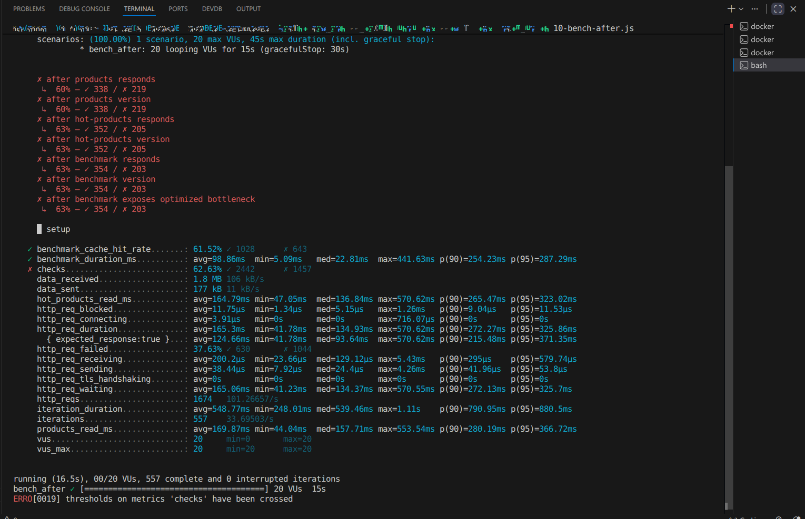 PROBLEMS DEBUG CONSOLE TERMINAL PORTS DEVDB OUTPUT
10-bench-after.js
docker
docker
docker
bash
scenarios: (100.00%) 1 scenario, 20 max VUs, 45s max duration (incl. graceful stop):
* bench_after: 20 looping VUs for 15s (gracefulStop: 30s)
✗ after products responds
↳ 60% — ✓ 338 / ✗ 219
✗ after products version
↳ 60% — ✓ 338 / ✗ 219
✗ after hot-products responds
↳ 63% — ✓ 352 / ✗ 205
✗ after hot-products version
↳ 63% — ✓ 352 / ✗ 205
✗ after benchmark responds
↳ 63% — ✓ 354 / ✗ 203
✗ after benchmark version
↳ 63% — ✓ 354 / ✗ 203
✗ after benchmark exposes optimized bottleneck
↳ 63% — ✓ 354 / ✗ 203
█ setup
✓ benchmark_cache_hit_rate.......: 61.52% ✓ 1028 ✗ 643
✓ benchmark_duration_ms..........: avg=98.86ms min=5.09ms med=22.81ms max=441.63ms p(90)=254.23ms p(95)=287.29ms
✗ checks.........................: 62.63% ✓ 2442 ✗ 1457
data_received..................: 1.8 MB 106 kB/s
data_sent......................: 177 kB 11 kB/s
hot_products_read_ms...........: avg=164.79ms min=47.05ms med=136.84ms max=570.62ms p(90)=265.47ms p(95)=323.02ms
http_req_blocked...............: avg=11.75µs min=1.34µs med=5.15µs max=1.26ms p(90)=9.04µs p(95)=11.53µs
http_req_connecting............: avg=3.91µs min=0s med=0s max=716.07µs p(90)=0s p(95)=0s
http_req_duration..............: avg=165.3ms min=41.78ms med=134.93ms max=570.62ms p(90)=272.27ms p(95)=325.86ms
{ expected_response:true }...: avg=124.66ms min=41.78ms med=93.64ms max=570.62ms p(90)=215.48ms p(95)=371.35ms
http_req_failed................: 37.63% ✓ 630 ✗ 1044
http_req_receiving.............: avg=200.2µs min=23.66µs med=129.12µs max=5.43ms p(90)=295µs p(95)=579.74µs
http_req_sending...............: avg=38.44µs min=7.92µs med=24.4µs max=4.26ms p(90)=41.96µs p(95)=53.8µs
http_req_tls_handshaking.......: avg=0s min=0s med=0s max=0s p(90)=0s p(95)=0s
http_req_waiting...............: avg=165.06ms min=41.23ms med=134.37ms max=570.55ms p(90)=272.13ms p(95)=325.7ms
http_reqs......................: 1674 101.26657/s
iteration_duration.............: avg=548.77ms min=248.01ms med=539.46ms max=1.11s p(90)=790.95ms p(95)=880.5ms
iterations.....................: 557 33.69503/s
products_read_ms...............: avg=169.87ms min=44.04ms med=157.71ms max=553.54ms p(90)=280.19ms p(95)=366.72ms
vus............................: 20 min=0 max=20
vus_max........................: 20 min=20 max=20
running (16.5s), 00/20 VUs, 557 complete and 0 interrupted iterations
bench_after ✓ [======================================] 20 VUs 15s
ERRO[0019] thresholds on metrics 'checks' have been crossed